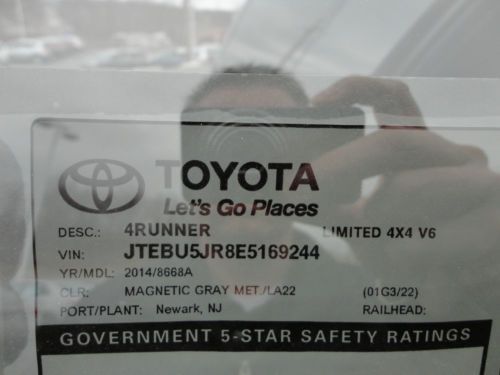 TOYOTA
Let's Go Places
DESC.: 4RUNNER LIMITED 4X4 V6
VIN: JTEBU5JR8E5169244
YR/MDL: 2014/8668A
CLR: MAGNETIC GRAY MET./LA22 (01G3/22)
PORT/PLANT: Newark, NJ RAILHEAD:
GOVERNMENT 5-STAR SAFETY RATINGS